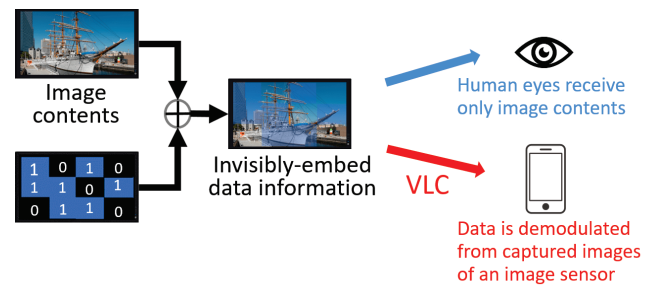 Image
contents
1 0 1 0
1 1 0 1
0 1 1 0
Invisibly-embed
data information
VLC
Human eyes receive
only image contents
Data is demodulated
from captured images
of an image sensor